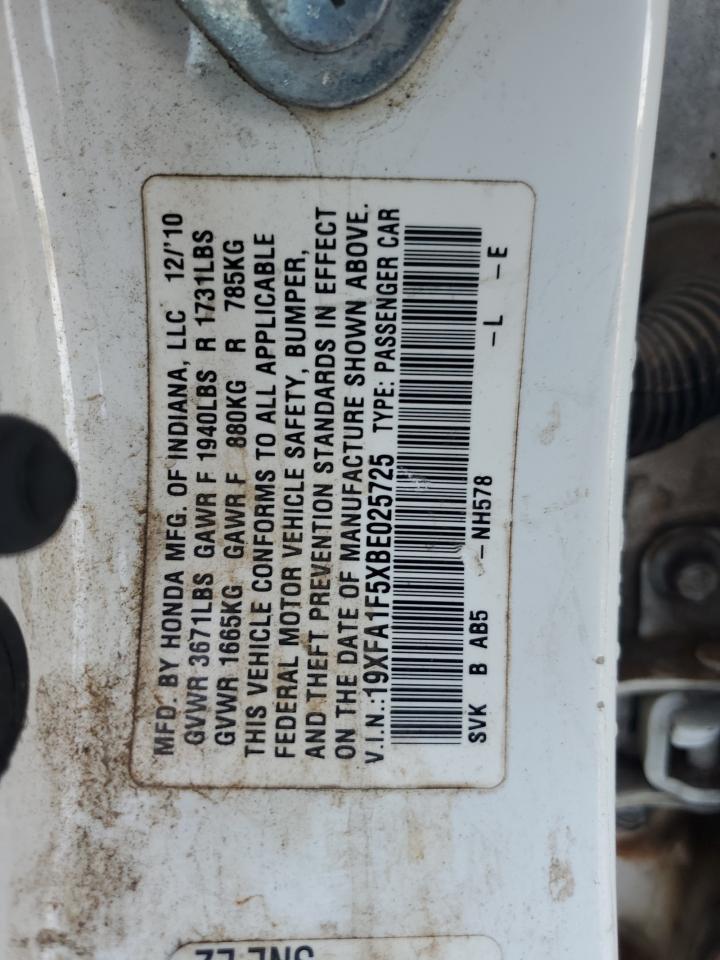 MFD. BY HONDA MFG. OF INDIANA, LLC 12/'10
GVWR 3671LBS GAWR F 1940LBS R 1731LBS
GVWR 1665KG GAWR F 880KG R 785KG
THIS VEHICLE CONFORMS TO ALL APPLICABLE
FEDERAL MOTOR VEHICLE SAFETY, BUMPER,
AND THEFT PREVENTION STANDARDS IN EFFECT
ON THE DATE OF MANUFACTURE SHOWN ABOVE.
V.I.N.:19XFA1F5XBE025725 TYPE: PASSENGER CAR
SVK B AB5 -NH578 -L -E